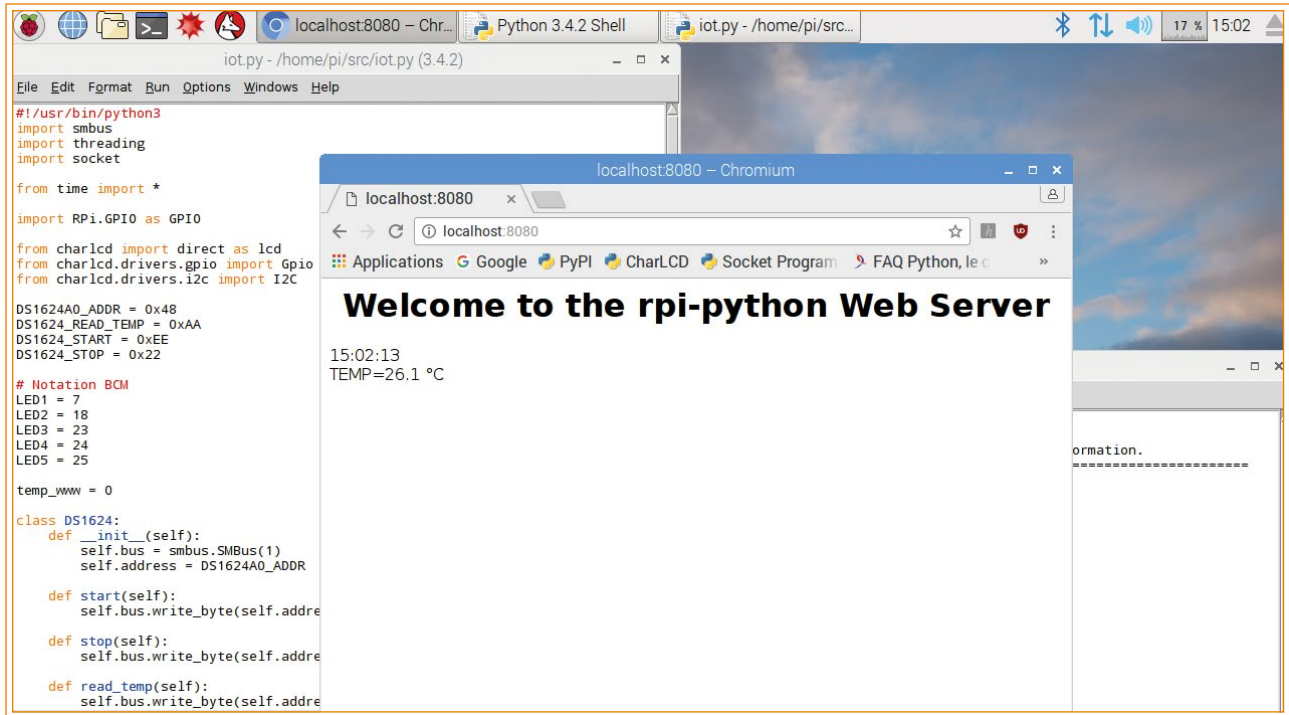 localhost:8080 – Chr...
Python 3.4.2 Shell
iot.py - /home/pi/src...
17 %
15:02
iot.py - /home/pi/src/iot.py (3.4.2)
File Edit Format Run Options Windows Help
#!/usr/bin/python3
import smbus
import threading
import socket
from time import *
import RPi.GPIO as GPIO
from charlcd import direct as lcd
from charlcd.drivers.gpio import Gpio
from charlcd.drivers.i2c import I2C
DS1624A0_ADDR = 0x48
DS1624_READ_TEMP = 0xAA
DS1624_START = 0xEE
DS1624_STOP = 0x22
# Notation BCM
LED1 = 7
LED2 = 18
LED3 = 23
LED4 = 24
LED5 = 25
temp_www = 0
class DS1624:
def __init__(self):
self.bus = smbus.SMBus(1)
self.address = DS1624A0_ADDR
def start(self):
self.bus.write_byte(self.addre
def stop(self):
self.bus.write_byte(self.addre
def read_temp(self):
self.bus.write_byte(self.addre
localhost:8080 – Chromium
localhost:8080
localhost:8080
Applications Google PyPI CharLCD Socket Program FAQ Python, le c »
Welcome to the rpi-python Web Server
15:02:13
TEMP=26.1 °C
ormation.
=======================